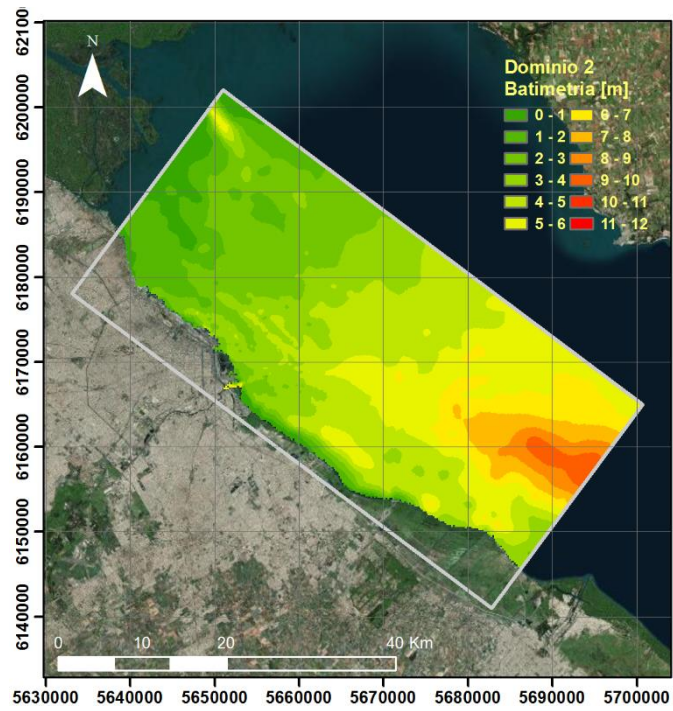 62100
N
Dominio 2
Batimetria [m]
0 - 1 6 - 7
1 - 2 7 - 8
2 - 3 8 - 9
3 - 4 9 - 10
4 - 5 10 - 11
5 - 6 11 - 12
6200000
6190000
6180000
6170000
6160000
6150000
6140000
0 10 20 40 Km
5630000 5640000 5650000 5660000 5670000 5680000 5690000 5700000